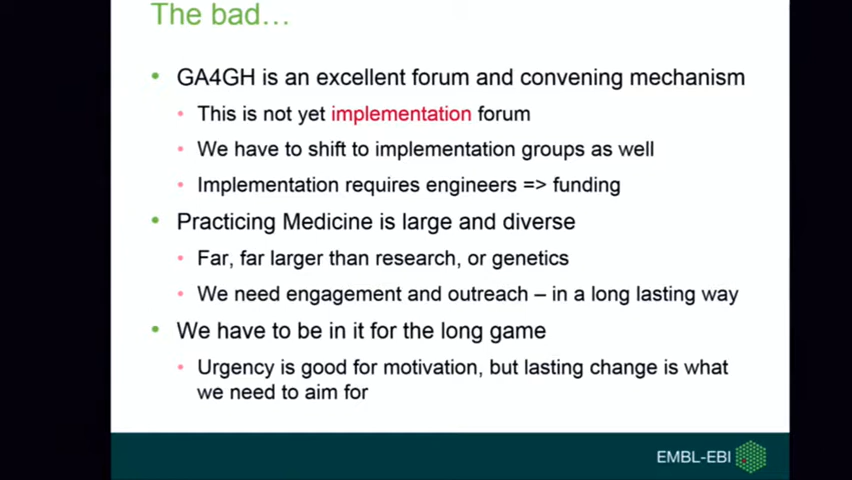 The bad…
• GA4GH is an excellent forum and convening mechanism
• This is not yet implementation forum
• We have to shift to implementation groups as well
• Implementation requires engineers => funding
• Practicing Medicine is large and diverse
• Far, far larger than research, or genetics
• We need engagement and outreach – in a long lasting way
• We have to be in it for the long game
• Urgency is good for motivation, but lasting change is what
we need to aim for
EMBL-EBI